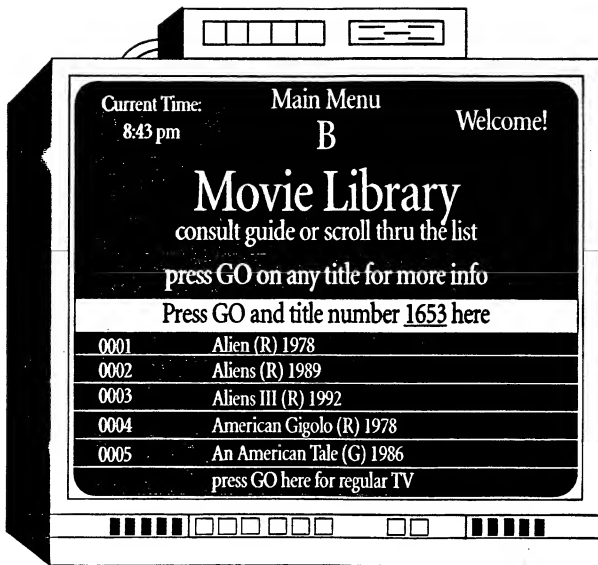 Current Time:
8:43 pm
Main Menu
B
Welcome!
Movie Library
consult guide or scroll thru the list
press GO on any title for more info
Press GO and title number 1653 here
0001 Alien (R) 1978
0002 Aliens (R) 1989
0003 Aliens III (R) 1992
0004 American Gigolo (R) 1978
0005 An American Tale (G) 1986
press GO here for regular TV